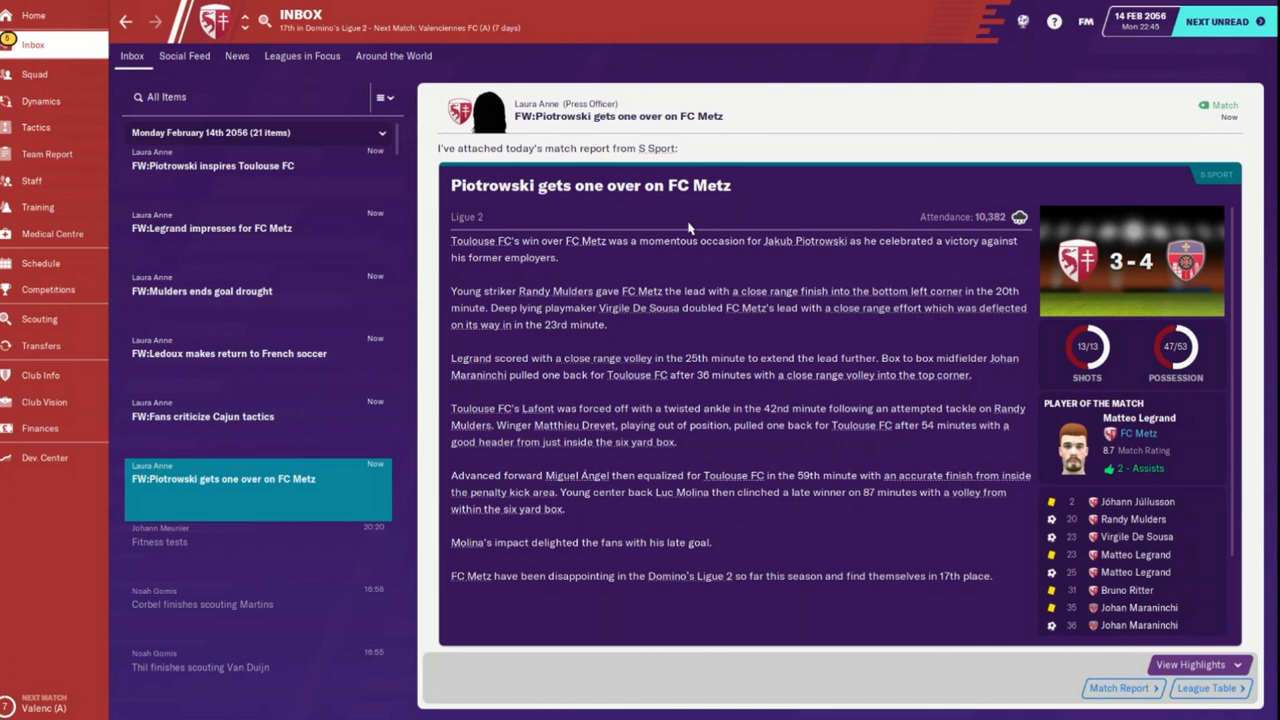 Home
5
Inbox
Squad
Dynamics
Tactics
Team Report
Staff
Training
Medical Centre
Schedule
Competitions
Scouting
Transfers
Club Info
Club Vision
Finances
Dev. Center
7
NEXT MATCH
Valenc (A)
INBOX
17th in Domino's Ligue 2 - Next Match: Valenciennes FC (A) (7 days)
?
FM
14 FEB 2056
Mon 22:45
NEXT UNREAD
Inbox
Social Feed
News
Leagues in Focus
Around the World
All Items
Monday February 14th 2056 (21 items)
Laura Anne
Now
FW:Piotrowski inspires Toulouse FC
Laura Anne
Now
FW:Legrand impresses for FC Metz
Laura Anne
Now
FW:Mulders ends goal drought
Laura Anne
Now
FW:Ledoux makes return to French soccer
Laura Anne
Now
FW:Fans criticize Cajun tactics
Laura Anne
Now
FW:Piotrowski gets one over on FC Metz
Johann Meunier
20:20
Fitness tests
Noah Gomis
16:58
Corbel finishes scouting Martins
Noah Gomis
16:55
Thil finishes scouting Van Duijn
Laura Anne (Press Officer)
FW:Piotrowski gets one over on FC Metz
Match
Now
I've attached today's match report from S Sport:
Piotrowski gets one over on FC Metz
S SPORT
Ligue 2
Attendance: 10,382
Toulouse FC's win over FC Metz was a momentous occasion for Jakub Piotrowski as he celebrated a victory against
his former employers.
Young striker Randy Mulders gave FC Metz the lead with a close range finish into the bottom left corner in the 20th
minute. Deep lying playmaker Virgile De Sousa doubled FC Metz's lead with a close range effort which was deflected
on its way in in the 23rd minute.
Legrand scored with a close range volley in the 25th minute to extend the lead further. Box to box midfielder Johan
Maraninchi pulled one back for Toulouse FC after 36 minutes with a close range volley into the top corner.
Toulouse FC's Lafont was forced off with a twisted ankle in the 42nd minute following an attempted tackle on Randy
Mulders. Winger Matthieu Drevet, playing out of position, pulled one back for Toulouse FC after 54 minutes with a
good header from just inside the six yard box.
Advanced forward Miguel Ángel then equalized for Toulouse FC in the 59th minute with an accurate finish from inside
the penalty kick area. Young center back Luc Molina then clinched a late winner on 87 minutes with a volley from
within the six yard box.
Molina's impact delighted the fans with his late goal.
FC Metz have been disappointing in the Domino's Ligue 2 so far this season and find themselves in 17th place.
3 - 4
13/13
SHOTS
47/53
POSSESSION
PLAYER OF THE MATCH
Matteo Legrand
FC Metz
8.7 Match Rating
2 - Assists
2 Jóhann Júlíusson
20 Randy Mulders
23 Virgile De Sousa
23 Matteo Legrand
25 Matteo Legrand
31 Bruno Ritter
35 Johan Maraninchi
36 Johan Maraninchi
View Highlights
Match Report
League Table